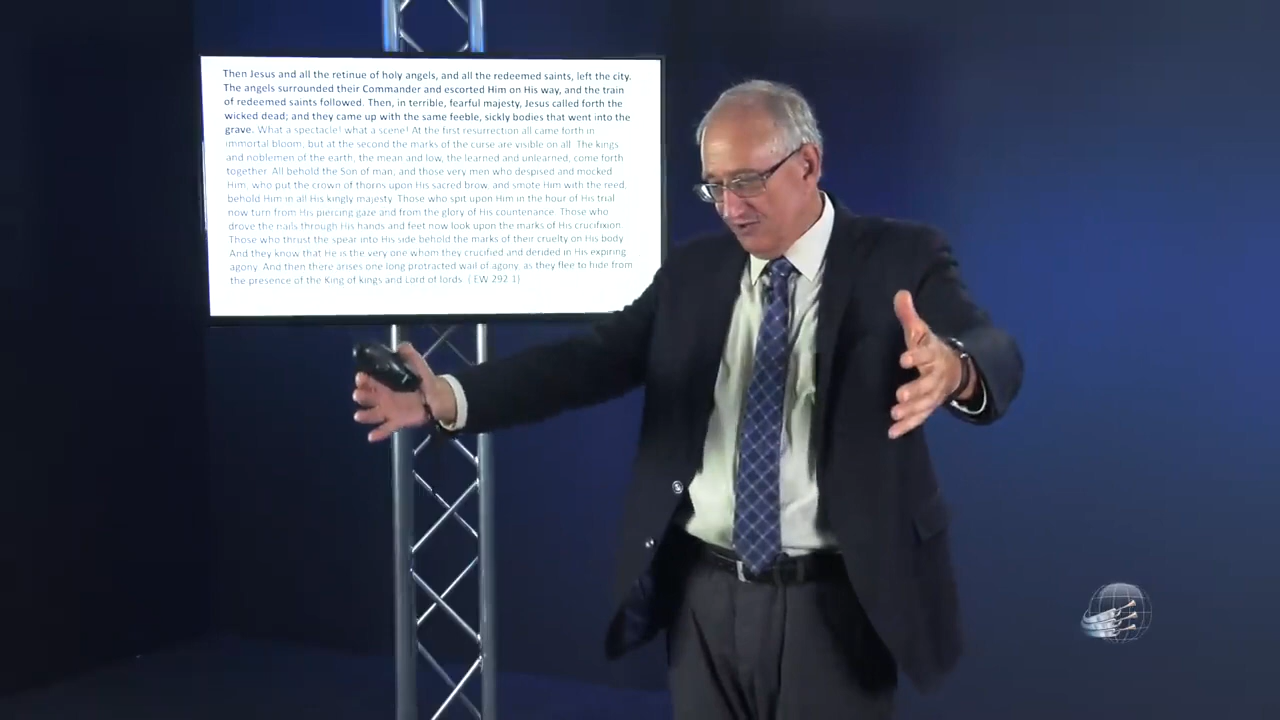 Then Jesus and all the retinue of holy angels, and all the redeemed saints, left the city.
The angels surrounded their Commander and escorted Him on His way, and the train
of redeemed saints followed. Then, in terrible, fearful majesty, Jesus called forth the
wicked dead; and they came up with the same feeble, sickly bodies that went into the
grave. What a spectacle! what a scene! At the first resurrection all came forth in
immortal bloom; but at the second the marks of the curse are visible on all. The kings
and noblemen of the earth, the mean and low, the learned and unlearned, come forth
together. All behold the Son of man; and those very men who despised and mocked
Him, who put the crown of thorns upon His sacred brow, and smote Him with the reed,
behold Him in all His kingly majesty. Those who spit upon Him in the hour of His trial
now turn from His piercing gaze and from the glory of His countenance. Those who
drove the nails through His hands and feet now look upon the marks of His crucifixion.
Those who thrust the spear into His side behold the marks of their cruelty on His body.
And they know that He is the very one whom they crucified and derided in His expiring
agony. And then there arises one long protracted wail of agony, as they flee to hide from
the presence of the King of kings and Lord of lords. { EW 292.1}